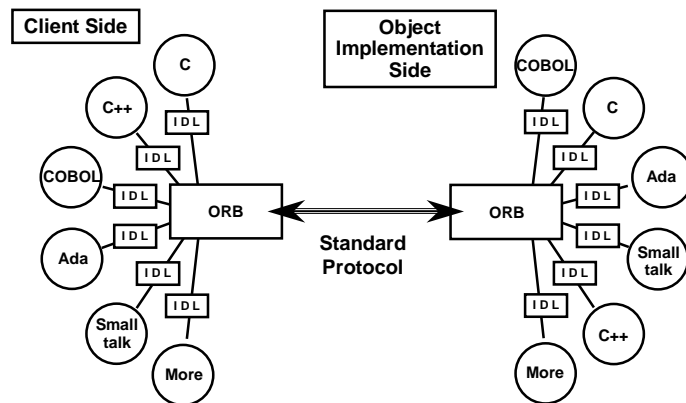 Client Side
Object
Implementation
Side
C
IDL
C++
IDL
COBOL
IDL
Ada
IDL
Small
talk
IDL
More
IDL
ORB
Standard
Protocol
ORB
COBOL
IDL
C
IDL
Ada
IDL
Small
talk
IDL
C++
IDL
More
IDL